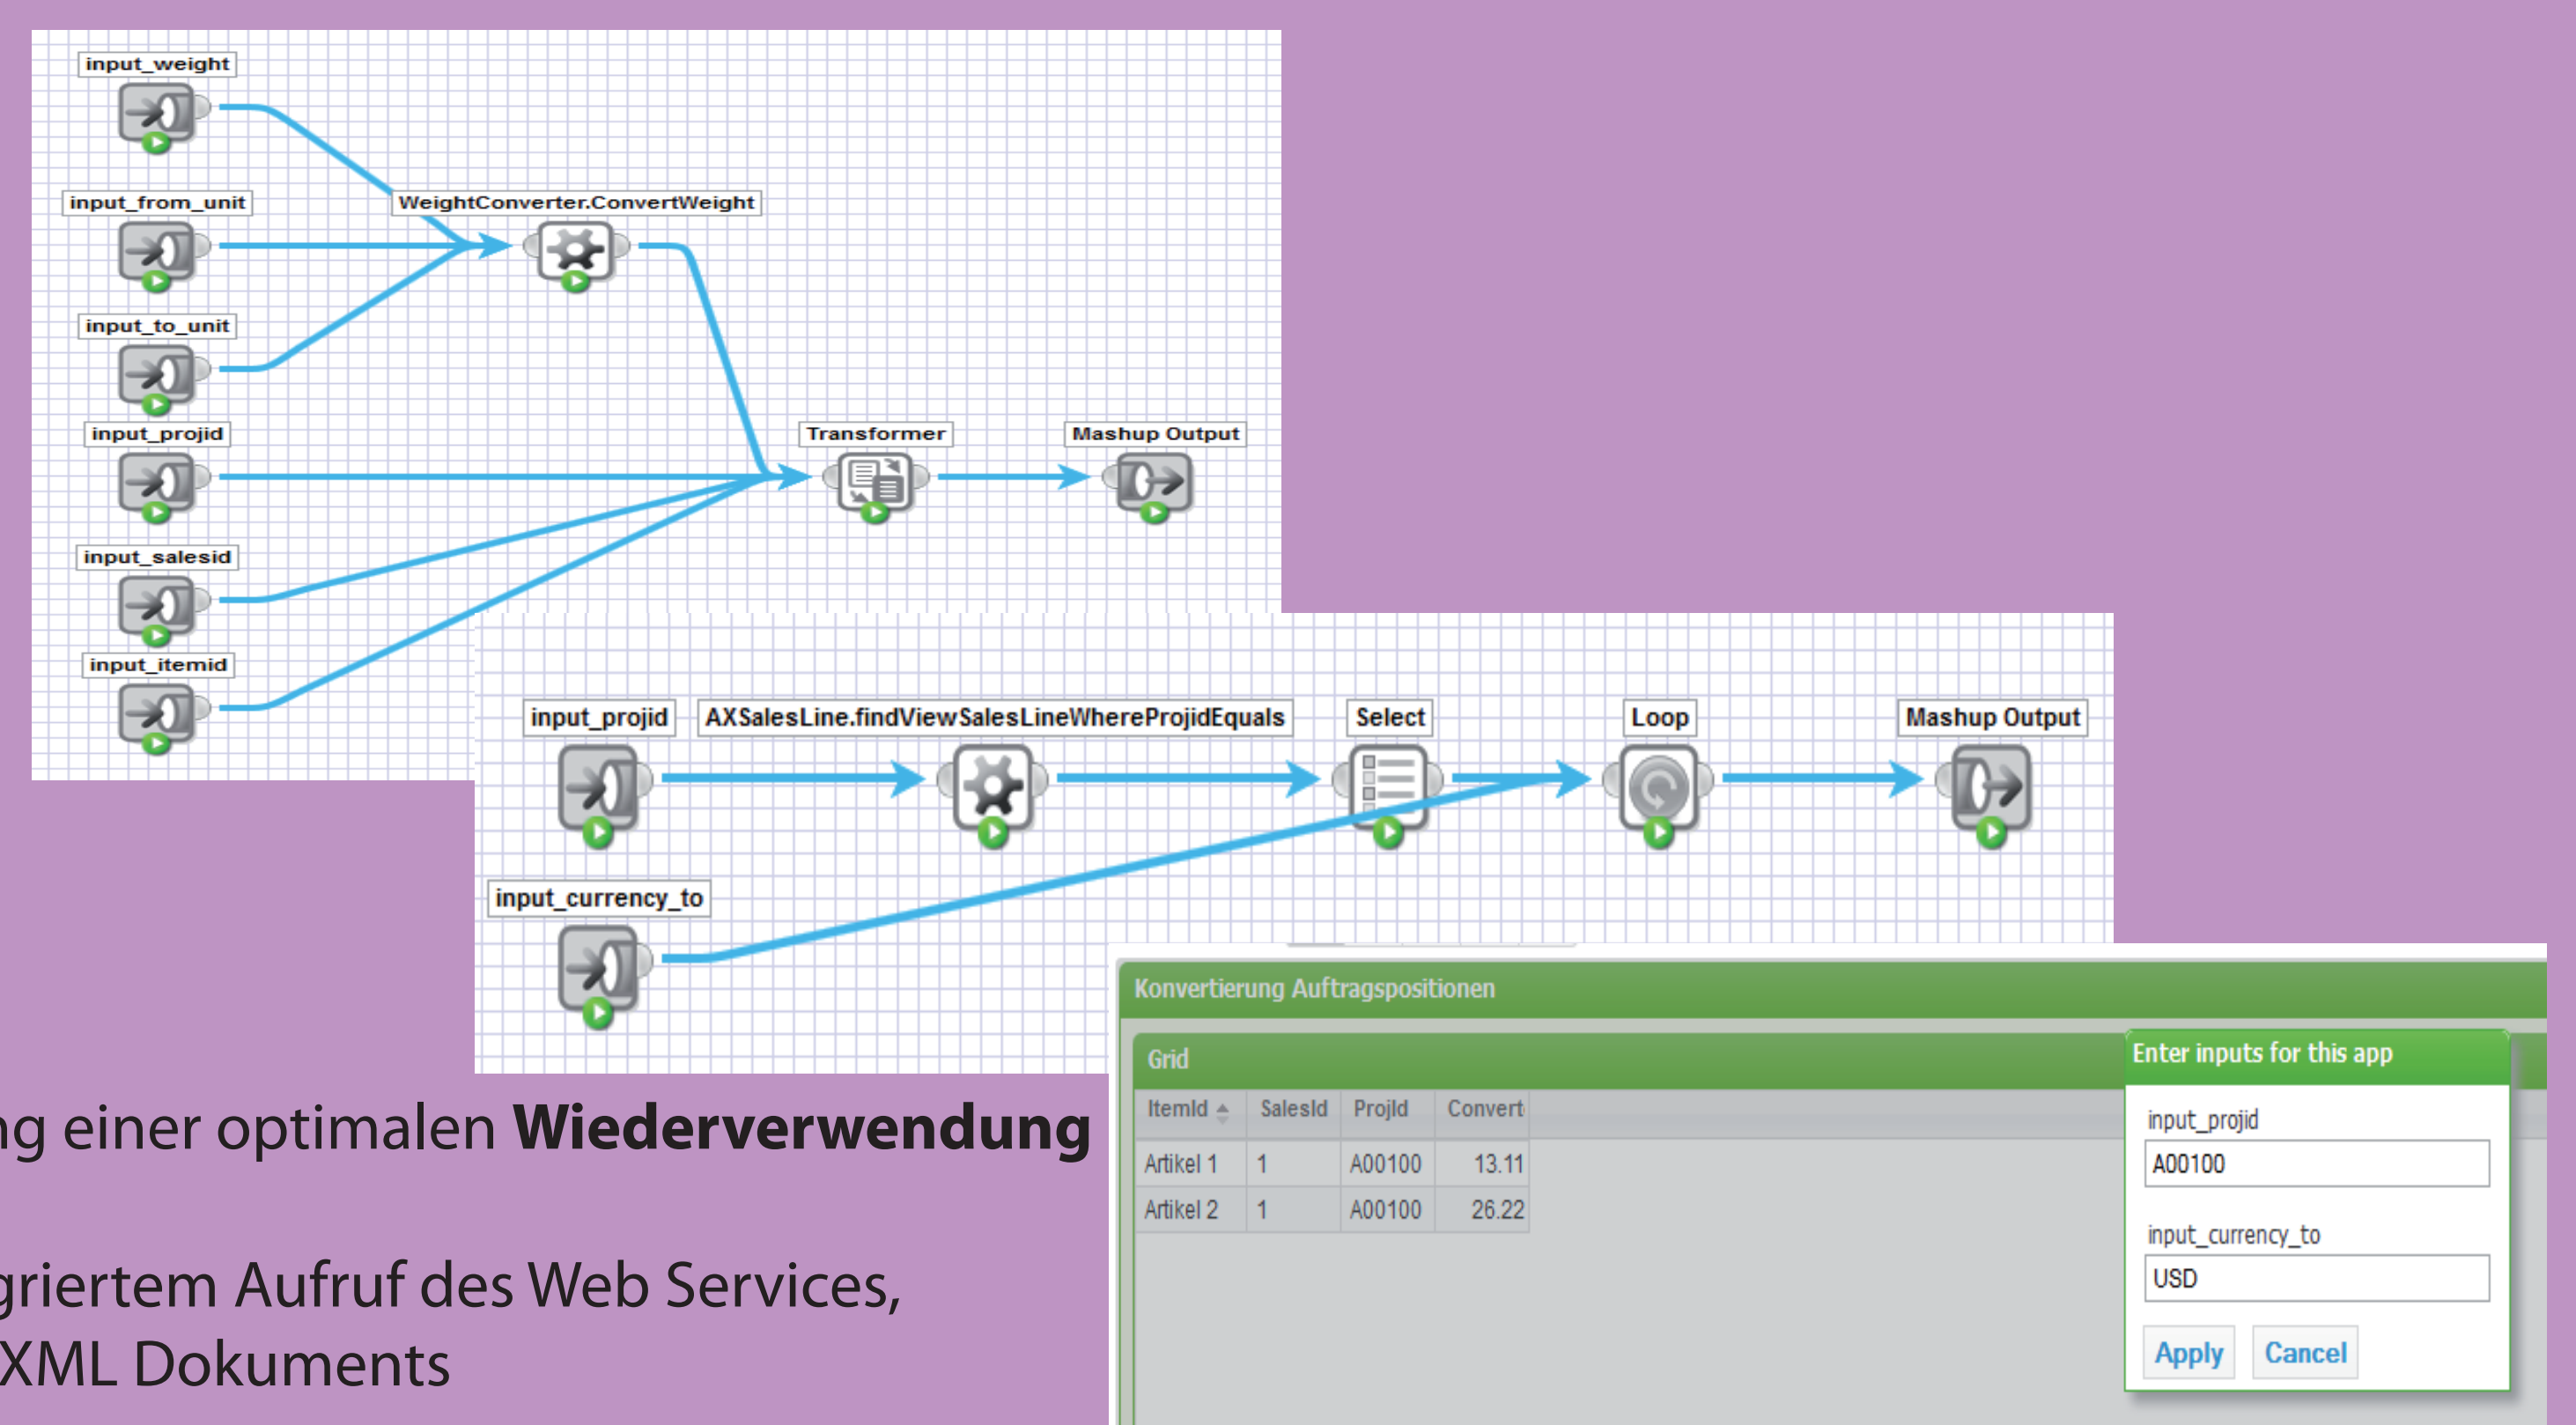 input_weight
input_from_unit
WeightConverter.ConvertWeight
input_to_unit
input_projid
Transformer
Mashup Output
input_salesid
input_itemid
input_projid
AXSalesLine.findViewSalesLineWhereProjidEquals
Select
Loop
Mashup Output
input_currency_to
Konvertierung Auftragspositionen
Grid
ItemId SalesId ProjId Convert
Artikel 1 1 A00100 13.11
Artikel 2 1 A00100 26.22
Enter inputs for this app
input_projid
A00100
input_currency_to
USD
Apply Cancel
ng einer optimalen Wiederverwendung
griertem Aufruf des Web Services,
XML Dokuments